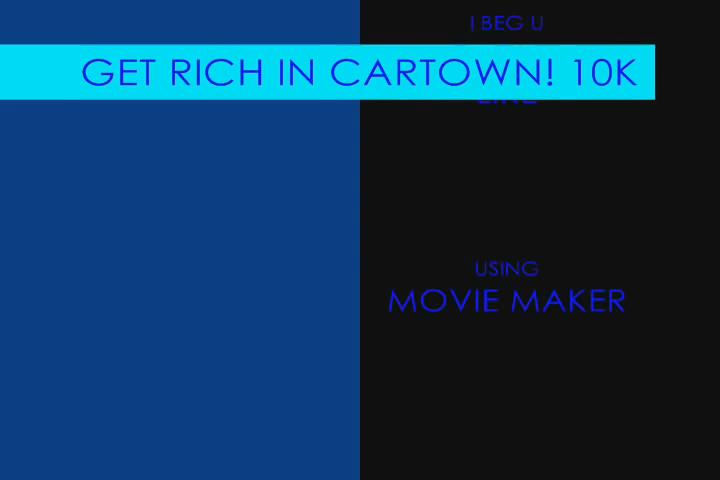 I BEG U
GET RICH IN CARTOWN! 10K
USING
MOVIE MAKER